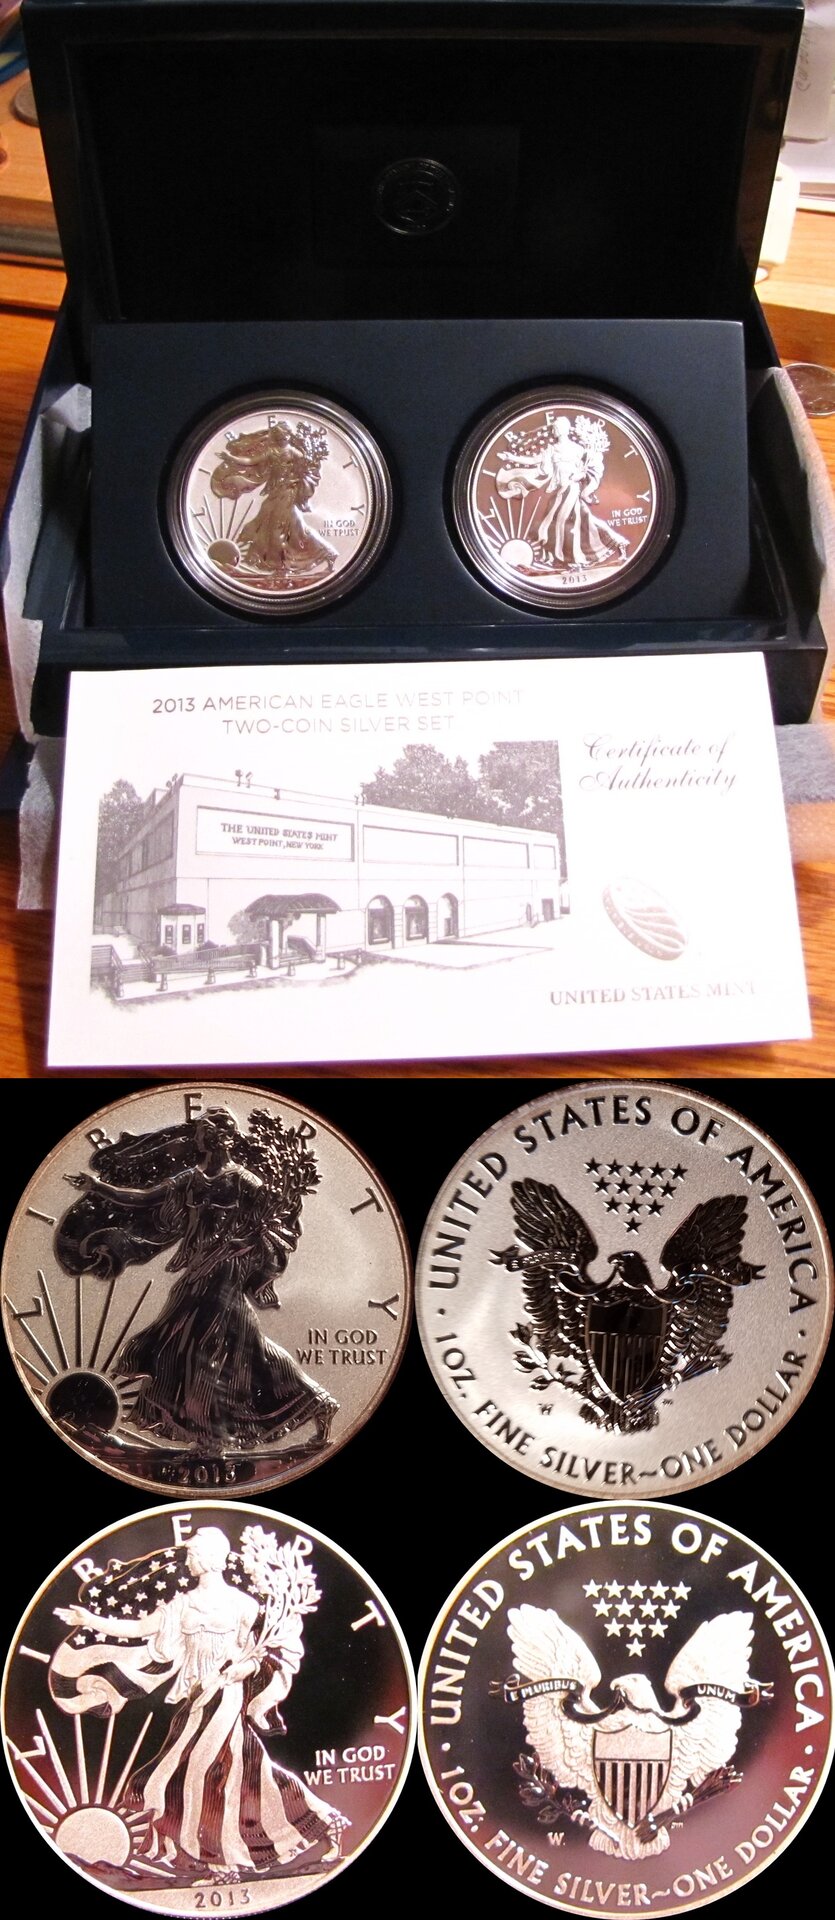 LIBERTY
IN GOD
WE TRUST
LIBERTY
IN GOD
WE TRUST
2013
2013 AMERICAN EAGLE WEST POINT
TWO-COIN SILVER SET
Certificate of
Authenticity
THE UNITED STATES MINT
WEST POINT, NEW YORK
UNITED STATES MINT
LIBERTY
IN GOD
WE TRUST
2013
UNITED STATES OF AMERICA
W
1 OZ. FINE SILVER~ONE DOLLAR
LIBERTY
IN GOD
WE TRUST
2013
UNITED STATES OF AMERICA
E PLURIBUS UNUM
W
1 OZ. FINE SILVER~ONE DOLLAR